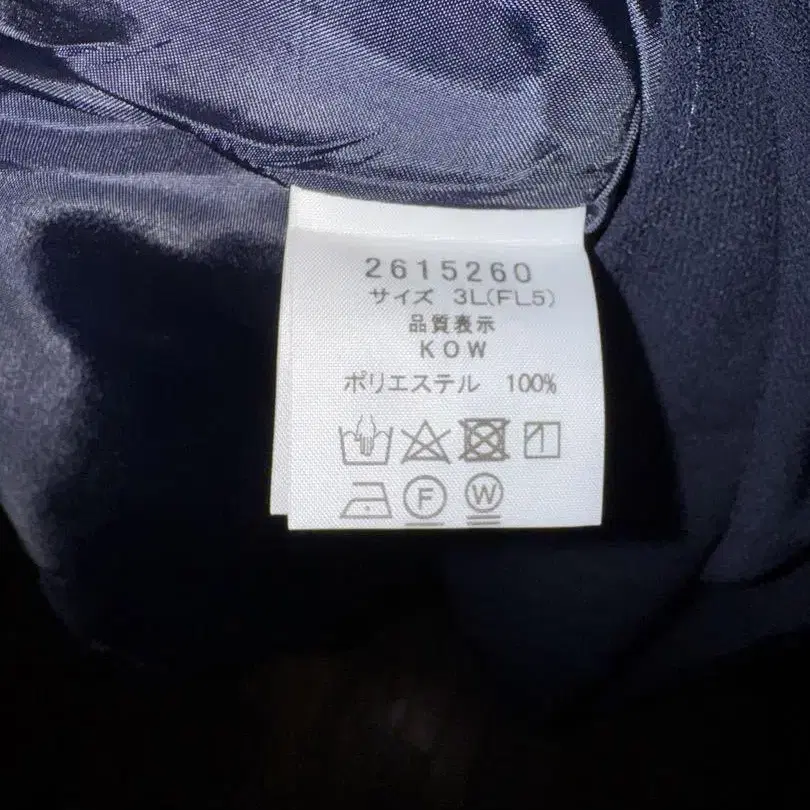 2615260
サイズ 3L(FL5)
品質表示
KOW
ポリエステル 100%
F W